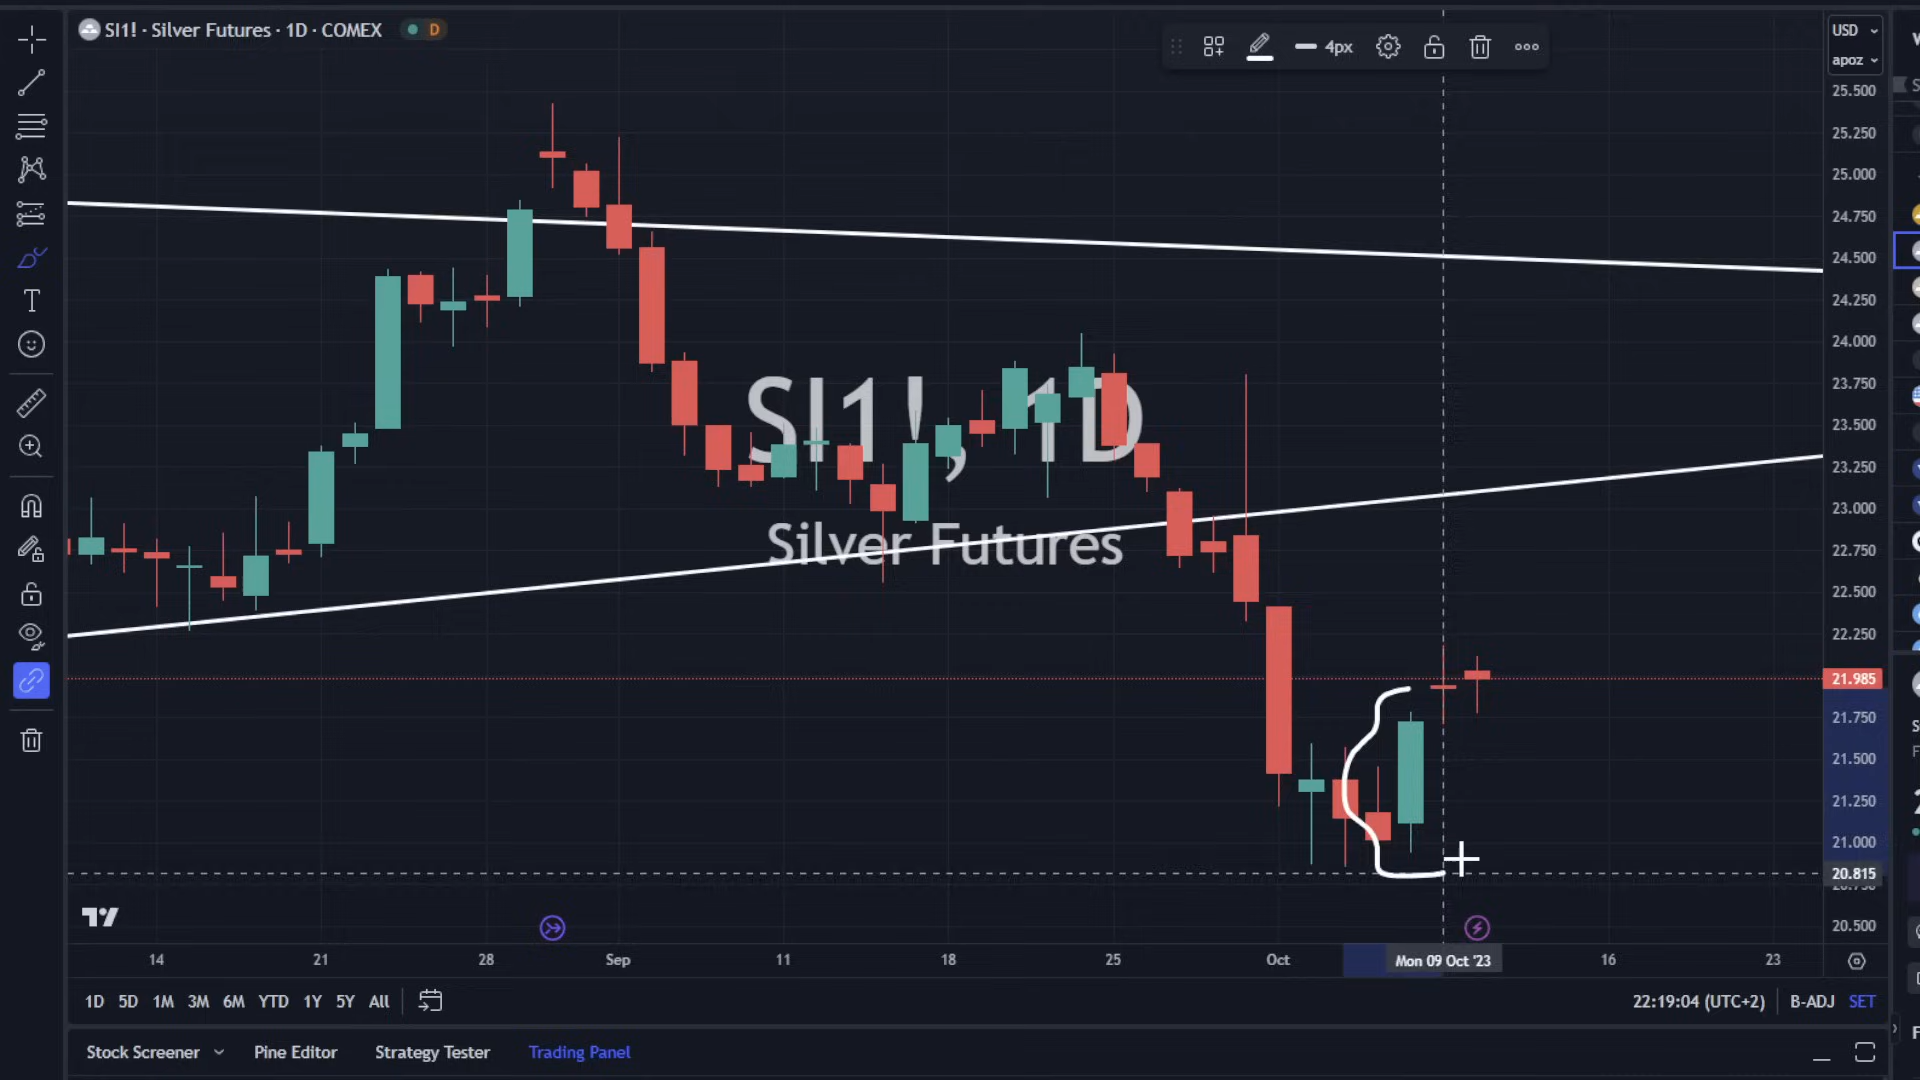 SI1! · Silver Futures · 1D · COMEX
D
4px
USD
apoz
25.500
25.250
25.000
24.750
24.500
24.250
24.000
23.750
23.500
23.250
23.000
22.750
22.500
22.250
21.985
21.750
21.500
21.250
21.000
20.815
20.500
SI1!, 1D
Silver Futures
14 21 28 Sep 11 18 25 Oct Mon 09 Oct '23 16 23
1D 5D 1M 3M 6M YTD 1Y 5Y All
22:19:04 (UTC+2) B-ADJ SET
Stock Screener Pine Editor Strategy Tester Trading Panel